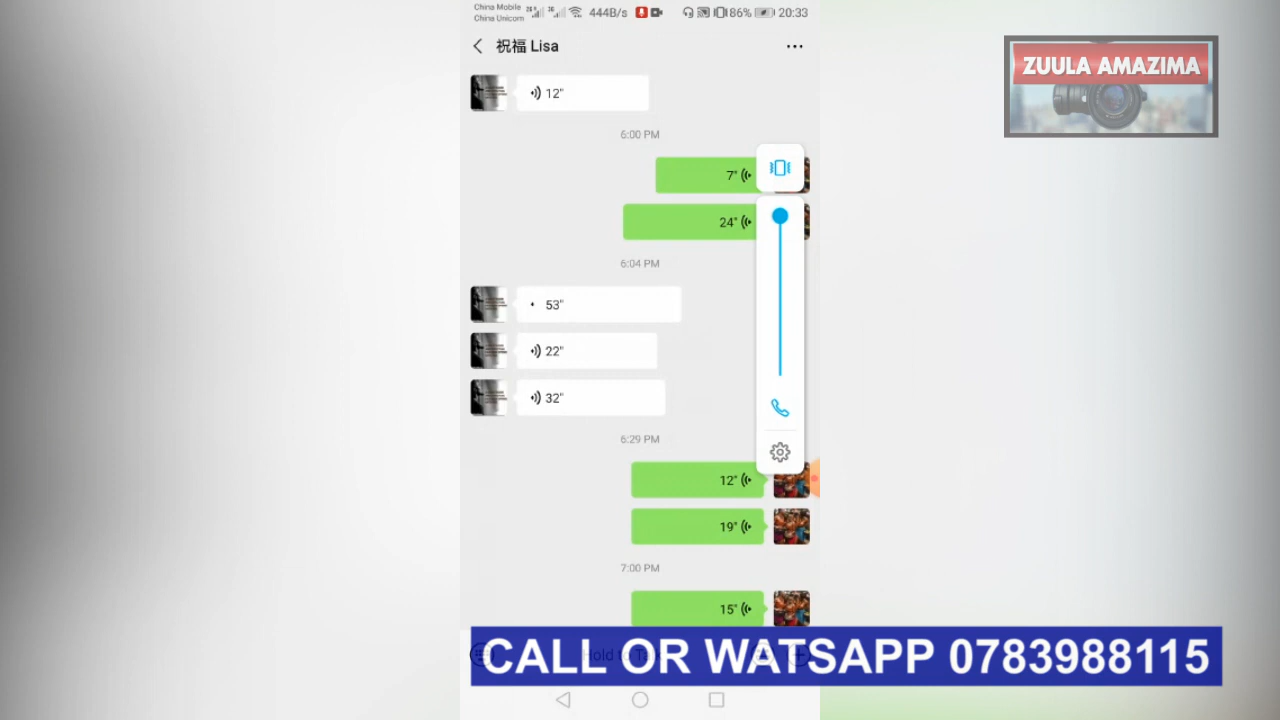 China Mobile
China Unicorn
444B/s
86%
20:33
祝福 Lisa
ZUULA AMAZIMA
12"
6:00 PM
7"
24"
6:04 PM
53"
22"
32"
6:29 PM
12"
19"
7:00 PM
15"
CALL OR WATSAPP 0783988115